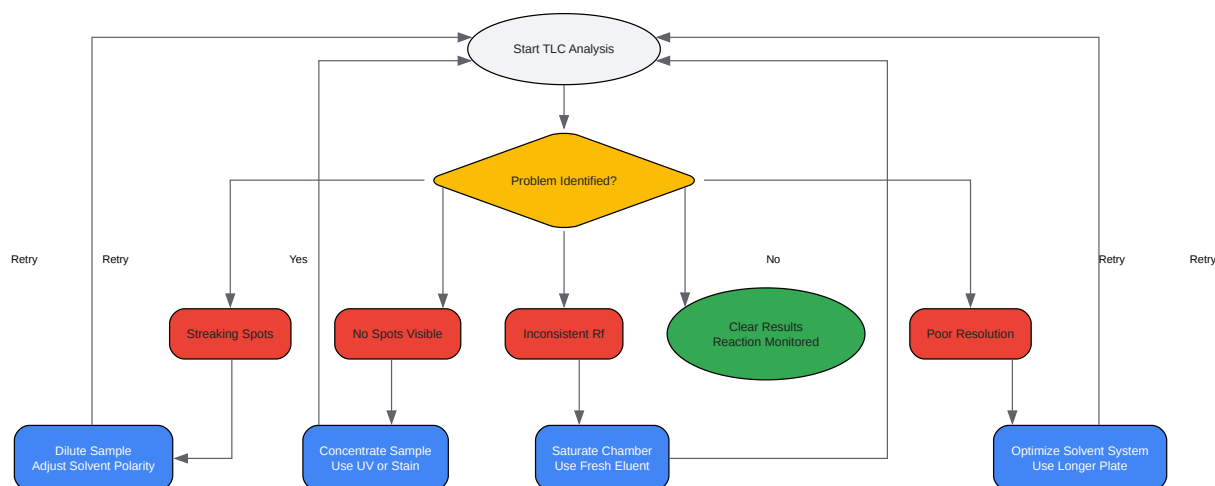 Start TLC Analysis
Problem Identified?
Retry
Retry
Yes
No
Retry
Retry
Streaking Spots
No Spots Visible
Inconsistent Rf
Clear Results
Reaction Monitored
Poor Resolution
Dilute Sample
Adjust Solvent Polarity
Concentrate Sample
Use UV or Stain
Saturate Chamber
Use Fresh Eluent
Optimize Solvent System
Use Longer Plate